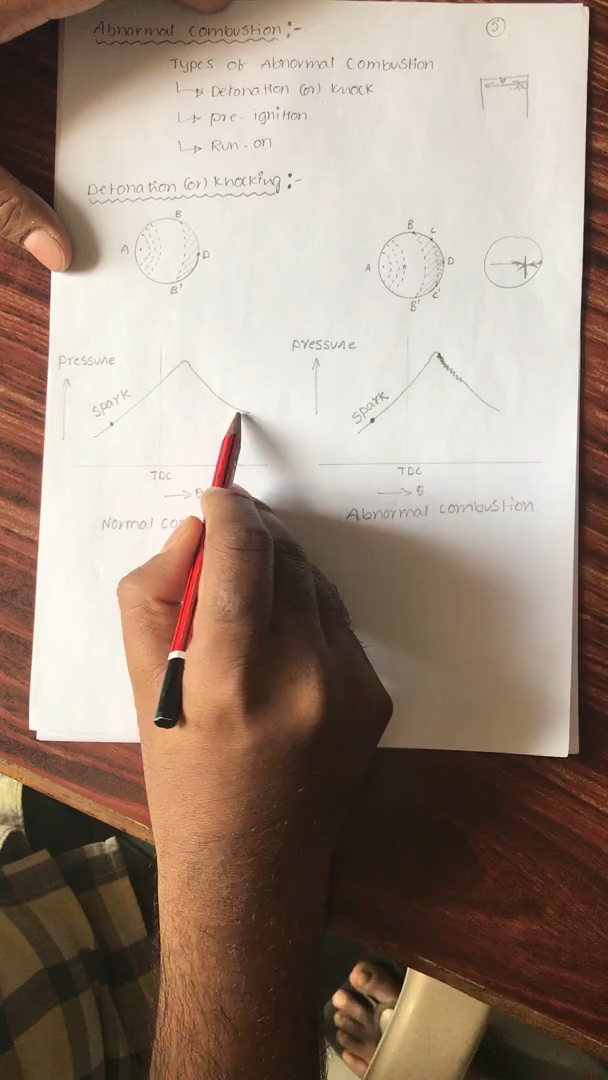 Abnormal Combustion:-
5
Types of Abnormal Combustion
Detonation (or) Knock
pre-ignition.
Run-on.
Detonation (or) Knocking:-
B
A
D
B'
B
C
A
D
C'
B'
pressure
spark
TDC
θ
Normal
pressure
spark
TDC
θ
Abnormal combustion